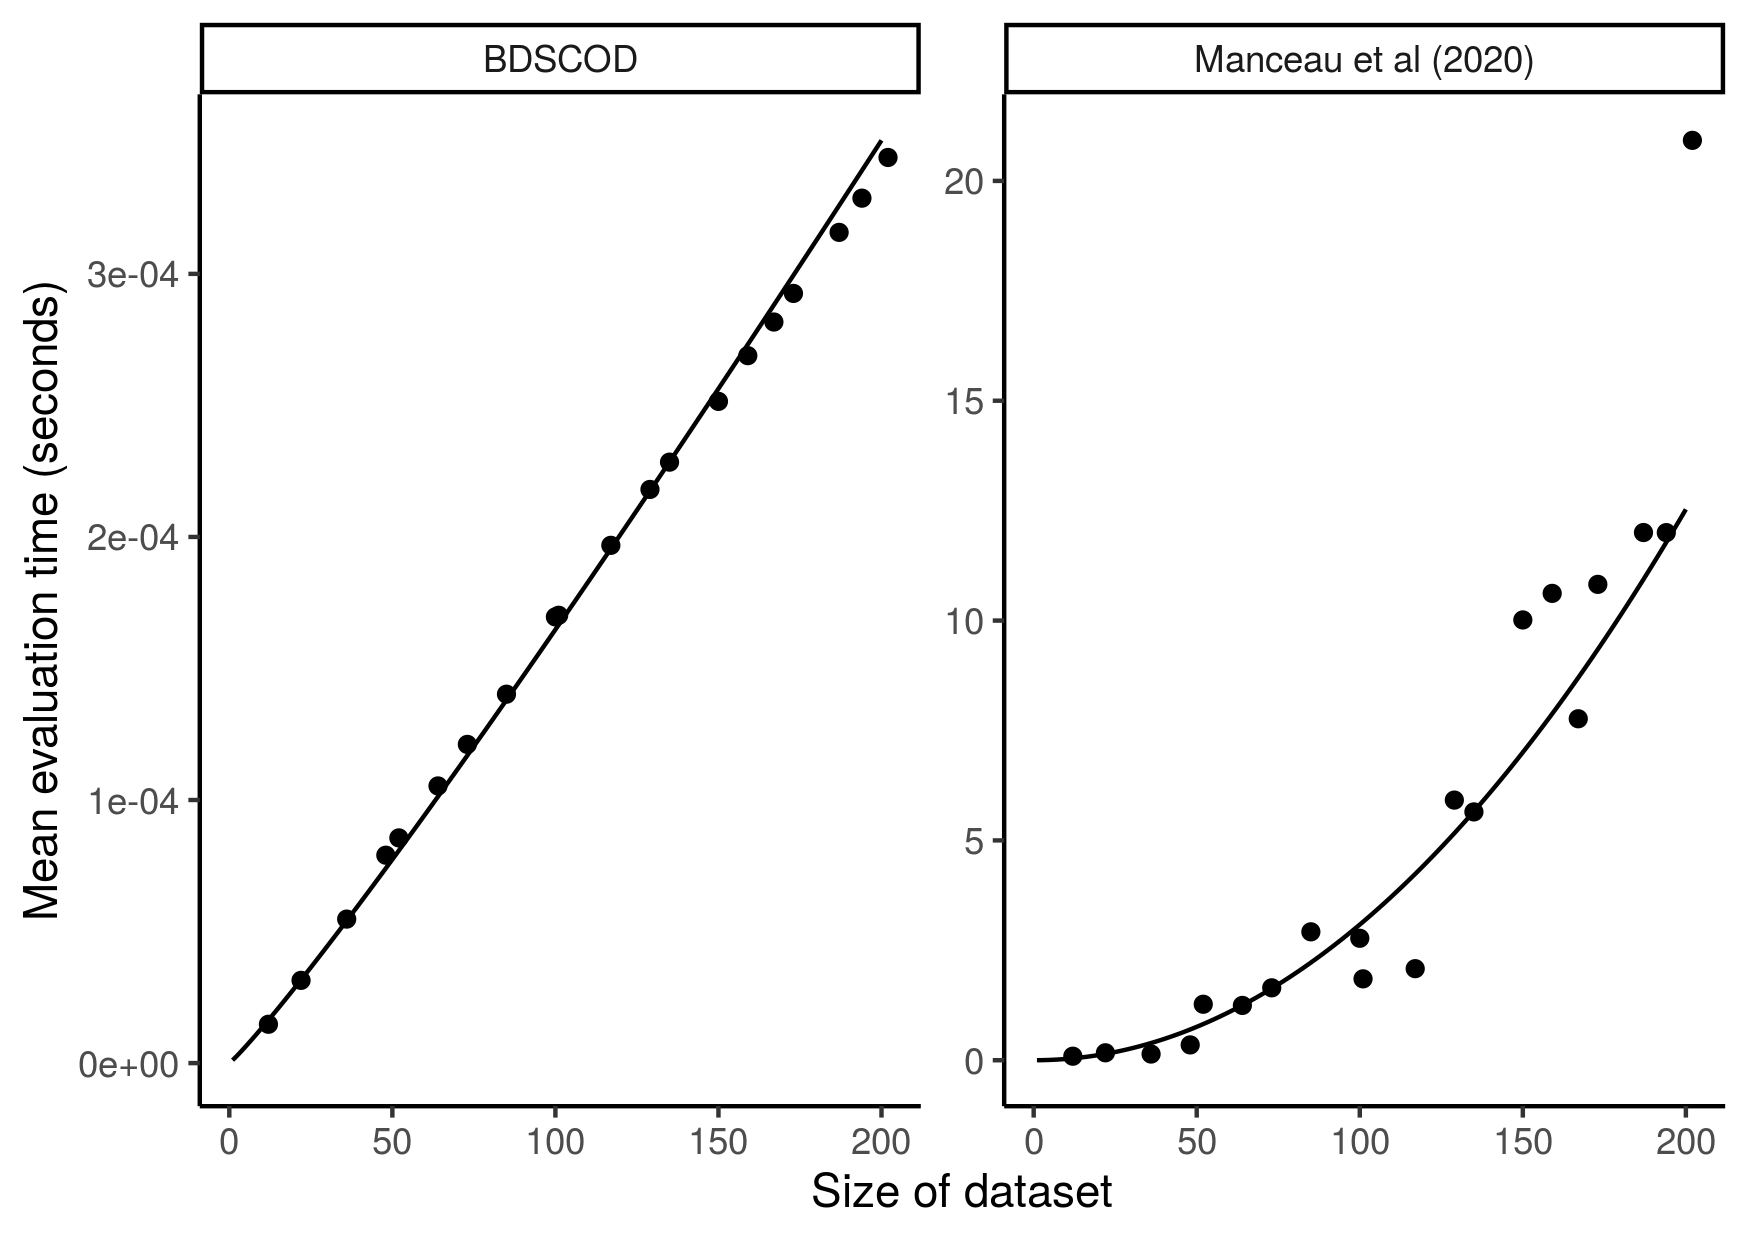 BDSCOD
Manceau et al (2020)
Mean evaluation time (seconds)
3e-04
2e-04
1e-04
0e+00
20
15
10
5
0
0 50 100 150 200
0 50 100 150 200
Size of dataset